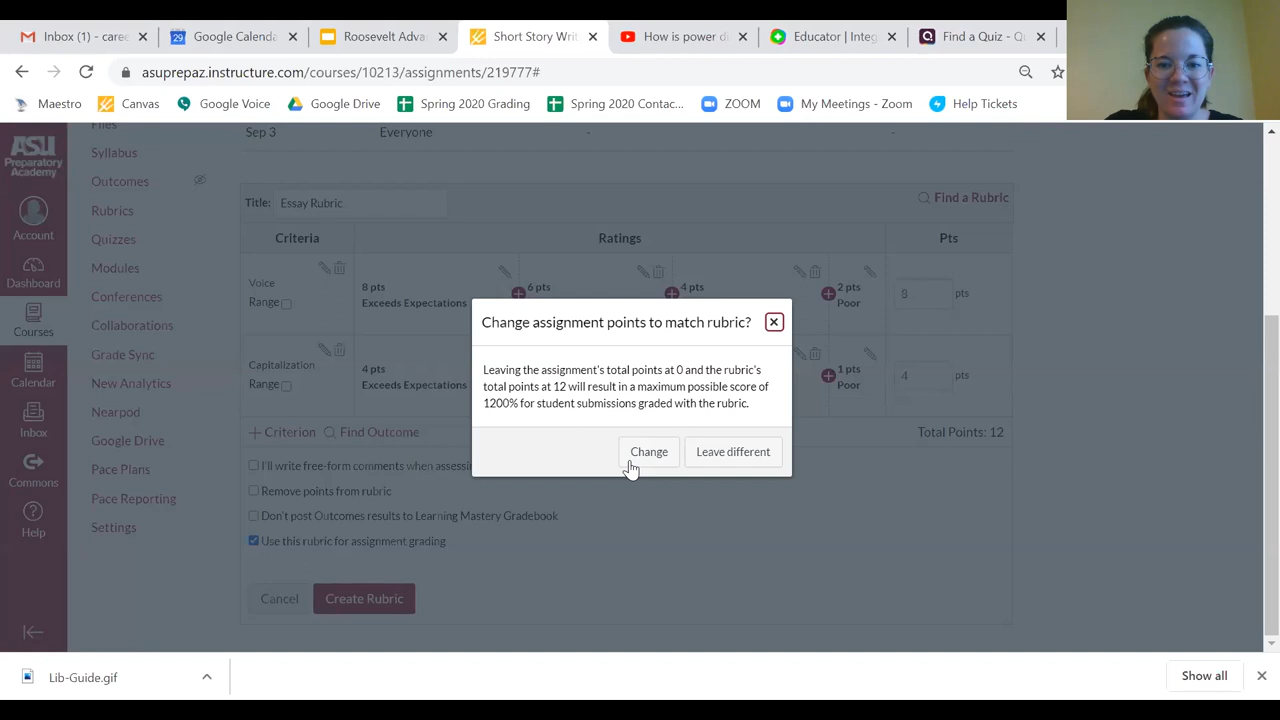 Inbox (1) - caree
Google Calenda
Roosevelt Adva
Short Story Writ
How is power di
Educator | Integ
Find a Quiz - Qu
asuprepaz.instructure.com/courses/10213/assignments/219777#
Maestro
Canvas
Google Voice
Google Drive
Spring 2020 Grading
Spring 2020 Contac...
ZOOM
My Meetings - Zoom
Help Tickets
ASU
Preparatory
Academy
Account
Dashboard
Courses
Calendar
Inbox
Commons
Help
Files
Syllabus
Outcomes
Rubrics
Quizzes
Modules
Conferences
Collaborations
Grade Sync
New Analytics
Nearpod
Google Drive
Pace Plans
Pace Reporting
Settings
Sep 3 Everyone - -
Title: Essay Rubric
Find a Rubric
Criteria Ratings Pts
Voice
Range
8 pts
Exceeds Expectations
6 pts
4 pts
2 pts
Poor
8 pts
Capitalization
Range
4 pts
Exceeds Expectations
1 pts
Poor
4 pts
Criterion Find Outcome Total Points: 12
I'll write free-form comments when assessin
Remove points from rubric
Don't post Outcomes results to Learning Mastery Gradebook
Use this rubric for assignment grading
Cancel Create Rubric
Change assignment points to match rubric?
Leaving the assignment's total points at 0 and the rubric's
total points at 12 will result in a maximum possible score of
1200% for student submissions graded with the rubric.
Change Leave different
Lib-Guide.gif
Show all